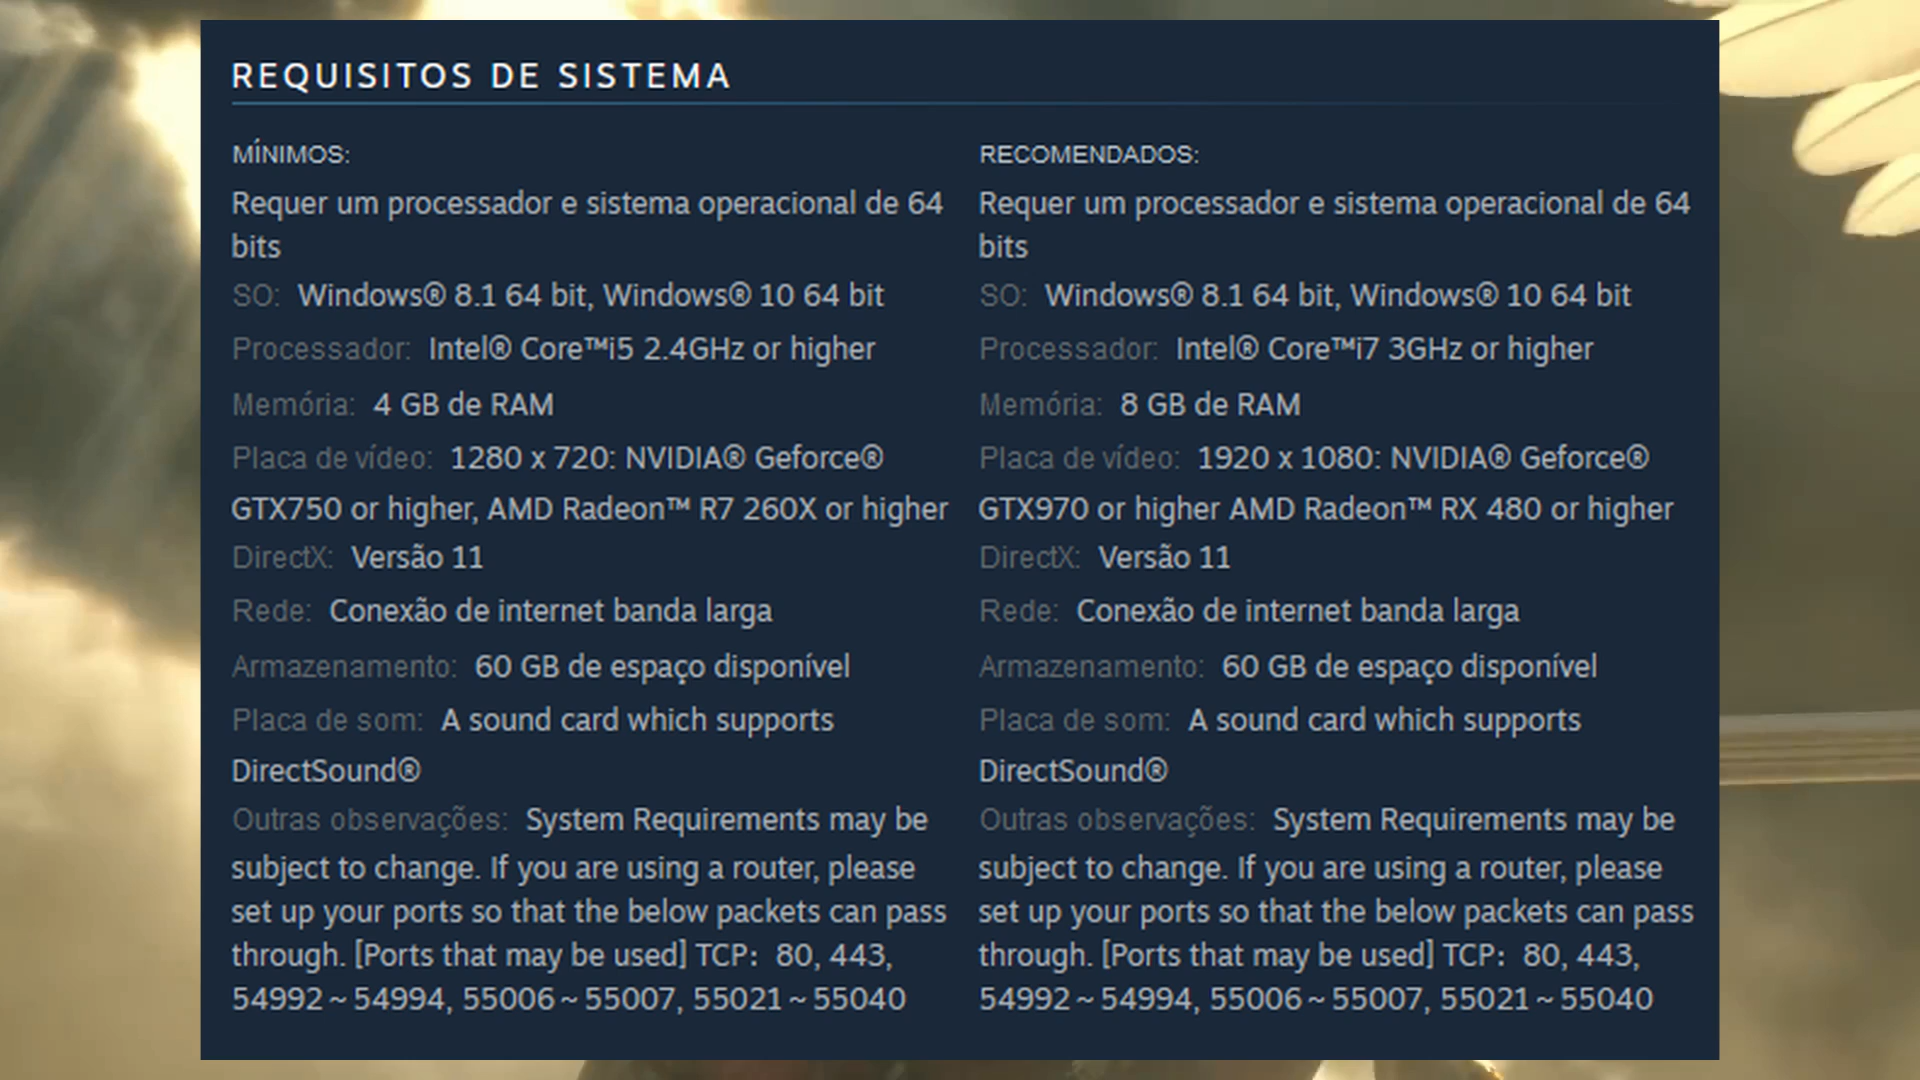 REQUISITOS DE SISTEMA
MÍNIMOS:
Requer um processador e sistema operacional de 64
bits
SO: Windows® 8.1 64 bit, Windows® 10 64 bit
Processador: Intel® Core™i5 2.4GHz or higher
Memória: 4 GB de RAM
Placa de vídeo: 1280 x 720: NVIDIA® Geforce®
GTX750 or higher, AMD Radeon™ R7 260X or higher
DirectX: Versão 11
Rede: Conexão de internet banda larga
Armazenamento: 60 GB de espaço disponível
Placa de som: A sound card which supports
DirectSound®
Outras observações: System Requirements may be
subject to change. If you are using a router, please
set up your ports so that the below packets can pass
through. [Ports that may be used] TCP: 80, 443,
54992~54994, 55006~55007, 55021~55040
RECOMENDADOS:
Requer um processador e sistema operacional de 64
bits
SO: Windows® 8.1 64 bit, Windows® 10 64 bit
Processador: Intel® Core™i7 3GHz or higher
Memória: 8 GB de RAM
Placa de vídeo: 1920 x 1080: NVIDIA® Geforce®
GTX970 or higher AMD Radeon™ RX 480 or higher
DirectX: Versão 11
Rede: Conexão de internet banda larga
Armazenamento: 60 GB de espaço disponível
Placa de som: A sound card which supports
DirectSound®
Outras observações: System Requirements may be
subject to change. If you are using a router, please
set up your ports so that the below packets can pass
through. [Ports that may be used] TCP: 80, 443,
54992~54994, 55006~55007, 55021~55040